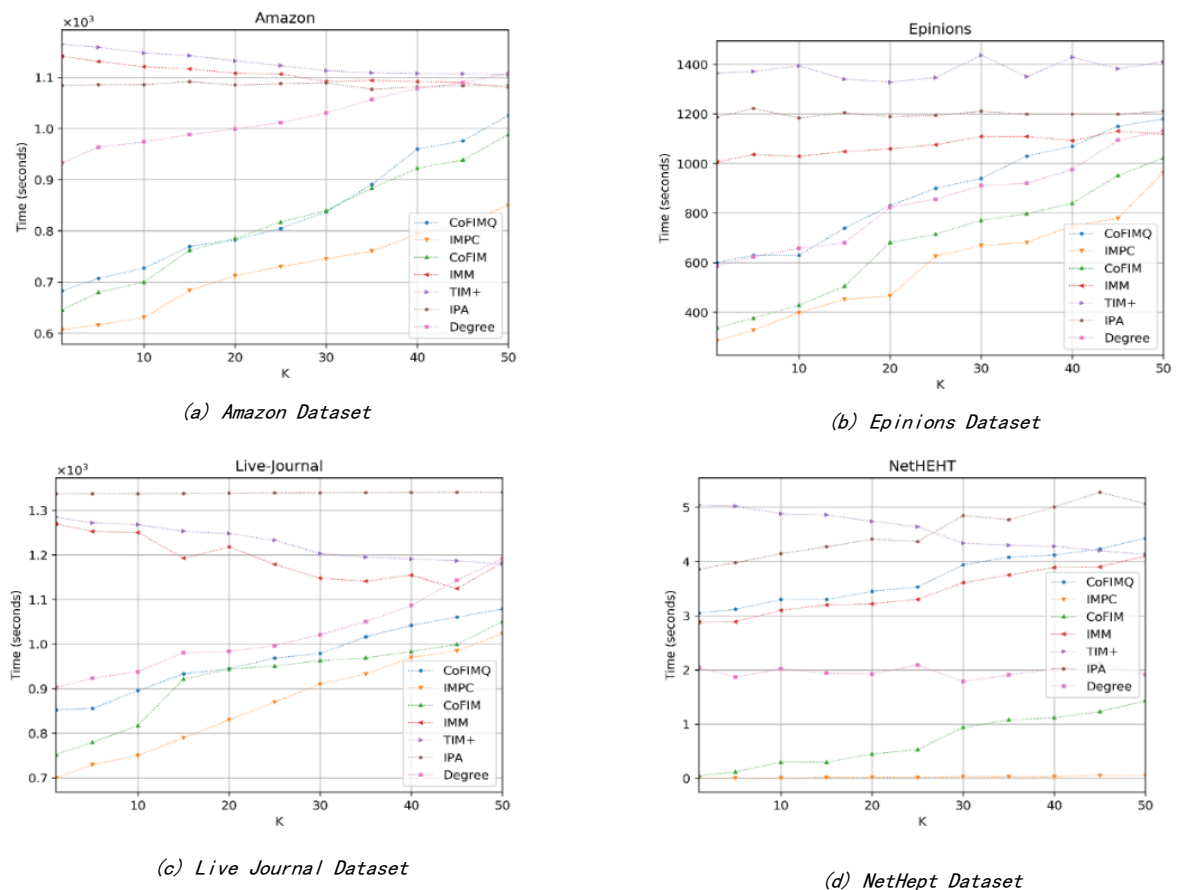 Amazon
×10³
1.1
1.0
0.9
0.8
0.7
0.6
Time (seconds)
10 20 30 40 50
K
CoFIMQ
IMPC
CoFIM
IMM
TIM+
IPA
Degree
(a) Amazon Dataset
Epinions
1400
1200
1000
800
600
400
Time (seconds)
10 20 30 40 50
K
CoFIMQ
IMPC
CoFIM
IMM
TIM+
IPA
Degree
(b) Epinions Dataset
Live-Journal
×10³
1.3
1.2
1.1
1.0
0.9
0.8
0.7
Time (seconds)
10 20 30 40 50
K
CoFIMQ
IMPC
CoFIM
IMM
TIM+
IPA
Degree
(c) Live Journal Dataset
NetHEHT
5
4
3
2
1
0
Time (seconds)
10 20 30 40 50
K
CoFIMQ
IMPC
CoFIM
IMM
TIM+
IPA
Degree
(d) NetHept Dataset